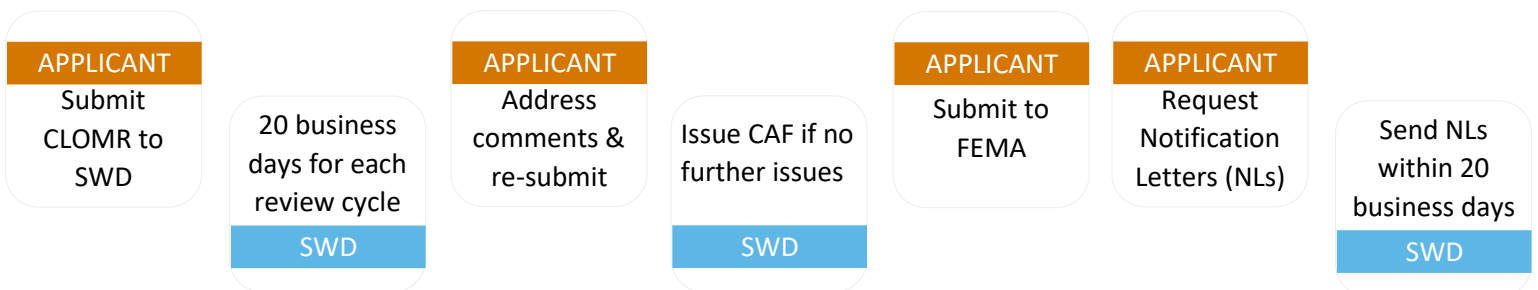 APPLICANT
Submit
CLOMR to
SWD
20 business
days for each
review cycle
SWD
APPLICANT
Address
comments &
re-submit
Issue CAF if no
further issues
SWD
APPLICANT
Submit to
FEMA
APPLICANT
Request
Notification
Letters (NLs)
Send NLs
within 20
business days
SWD